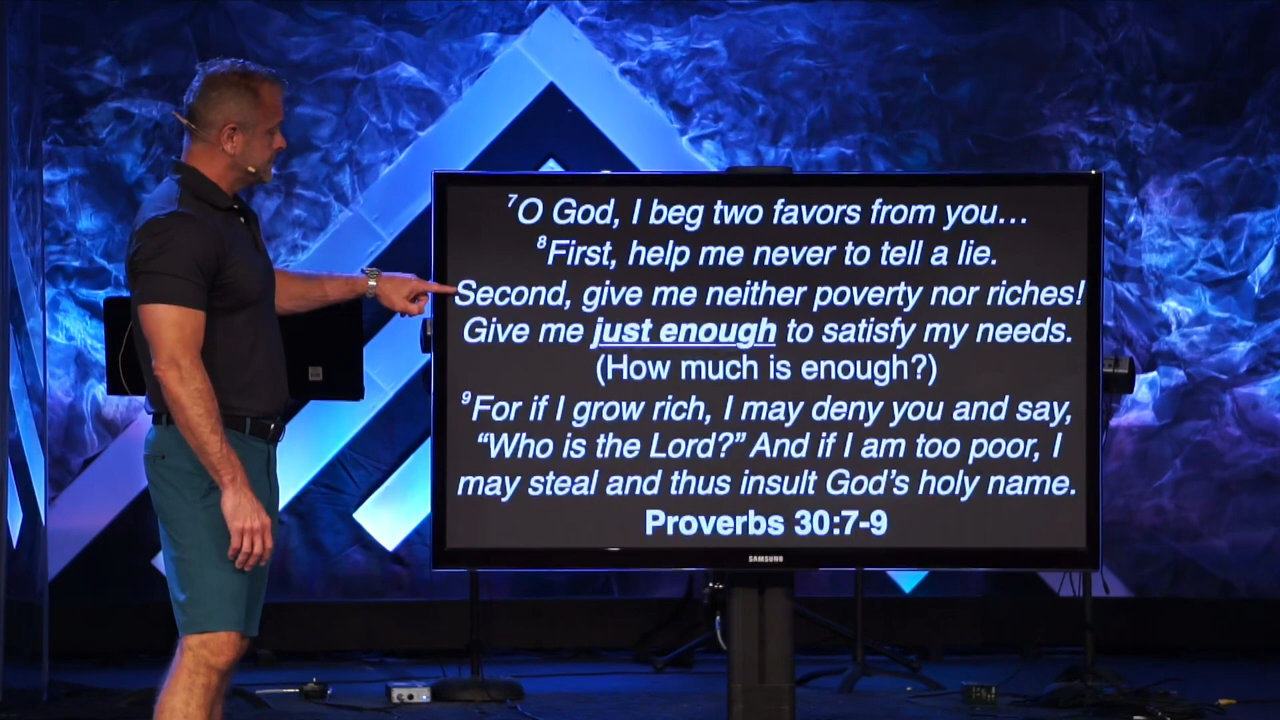 ⁷O God, I beg two favors from you…
⁸First, help me never to tell a lie.
Second, give me neither poverty nor riches!
Give me just enough to satisfy my needs.
(How much is enough?)
⁹For if I grow rich, I may deny you and say,
“Who is the Lord?” And if I am too poor, I
may steal and thus insult God’s holy name.
Proverbs 30:7-9
SAMSUNG